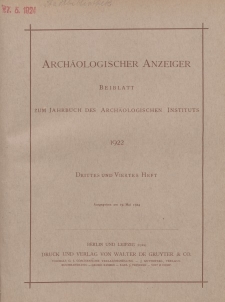 ARCHÄOLOGISCHER ANZEIGER
BEIBLATT
ZUM JAHRBUCH DES ARCHÄOLOGISCHEN INSTITUTS
1922
DRITTES UND VIERTES HEFT
BERLIN UND LEIPZIG
DRUCK UND VERLAG VON WALTER DE GRUYTER & CO.